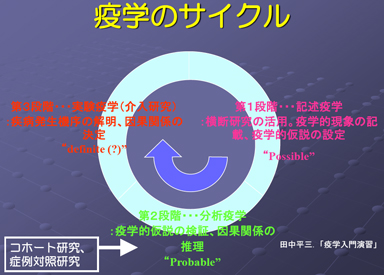 疫学のサイクル
第3段階･･･実験疫学(介入研究)
:疾病発生機序の解明、因果関係の
決定
"definite (?)"
第1段階･･･記述疫学
:横断研究の活用。疫学的現象の記
載、疫学的仮説の設定
"Possible"
第2段階･･･分析疫学
:疫学的仮説の検証、因果関係の
推理
"Probable"
コホート研究、
症例対照研究
田中平三.「疫学入門演習」